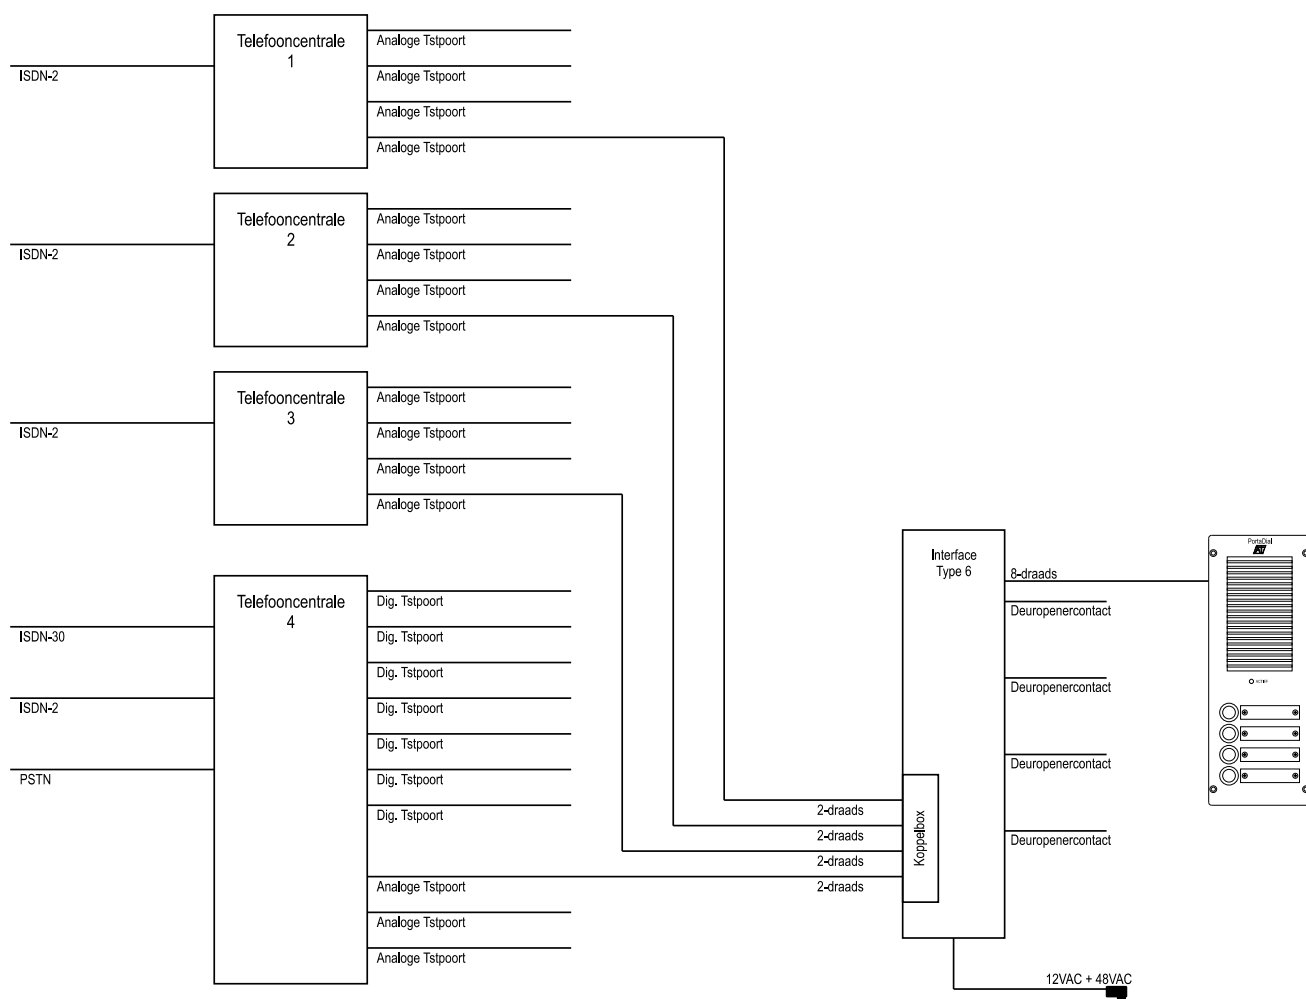 Telefooncentrale
1
ISDN-2
Analoge Tstpoort
Analoge Tstpoort
Analoge Tstpoort
Analoge Tstpoort
Telefooncentrale
2
ISDN-2
Analoge Tstpoort
Analoge Tstpoort
Analoge Tstpoort
Analoge Tstpoort
Telefooncentrale
3
ISDN-2
Analoge Tstpoort
Analoge Tstpoort
Analoge Tstpoort
Analoge Tstpoort
Telefooncentrale
4
ISDN-30
ISDN-2
PSTN
Dig. Tstpoort
Dig. Tstpoort
Dig. Tstpoort
Dig. Tstpoort
Dig. Tstpoort
Dig. Tstpoort
Dig. Tstpoort
Analoge Tstpoort
Analoge Tstpoort
Analoge Tstpoort
2-draads
2-draads
2-draads
2-draads
Koppelbox
Interface
Type 6
8-draads
Deuropenercontact
Deuropenercontact
Deuropenercontact
Deuropenercontact
12VAC + 48VAC
PortaDial